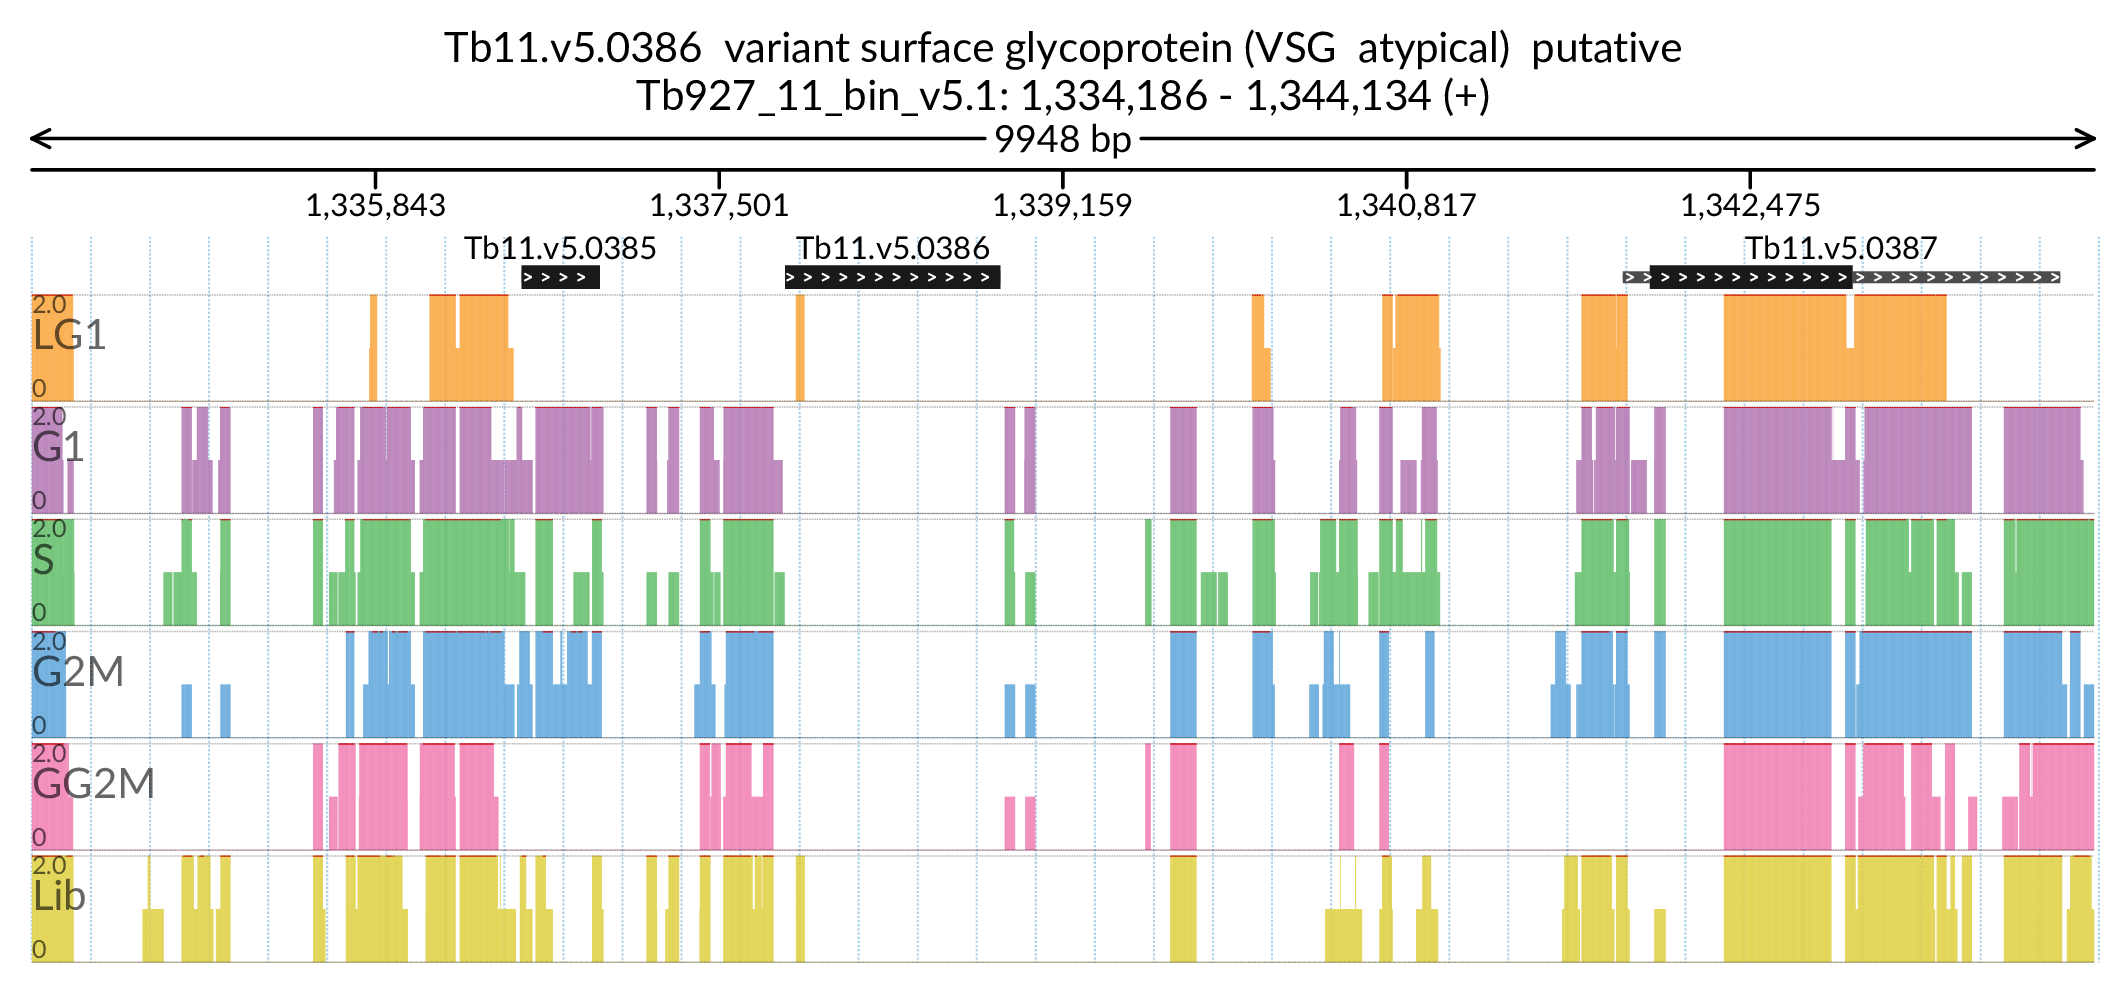 Tb11.v5.0386 variant surface glycoprotein (VSG atypical) putative
Tb927_11_bin_v5.1: 1,334,186 - 1,344,134 (+)
9948 bp
1,335,843 1,337,501 1,339,159 1,340,817 1,342,475
Tb11.v5.0385 Tb11.v5.0386 Tb11.v5.0387
2.0
LG1
0
2.0
G1
0
2.0
S
0
2.0
G2M
0
2.0
GG2M
0
2.0
Lib
0